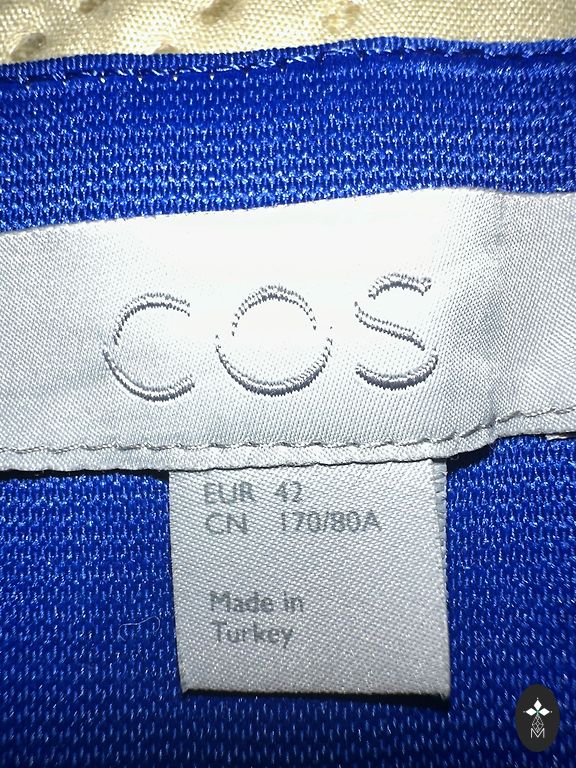 COS
EUR 42
CN 170/80A
Made in
Turkey
M